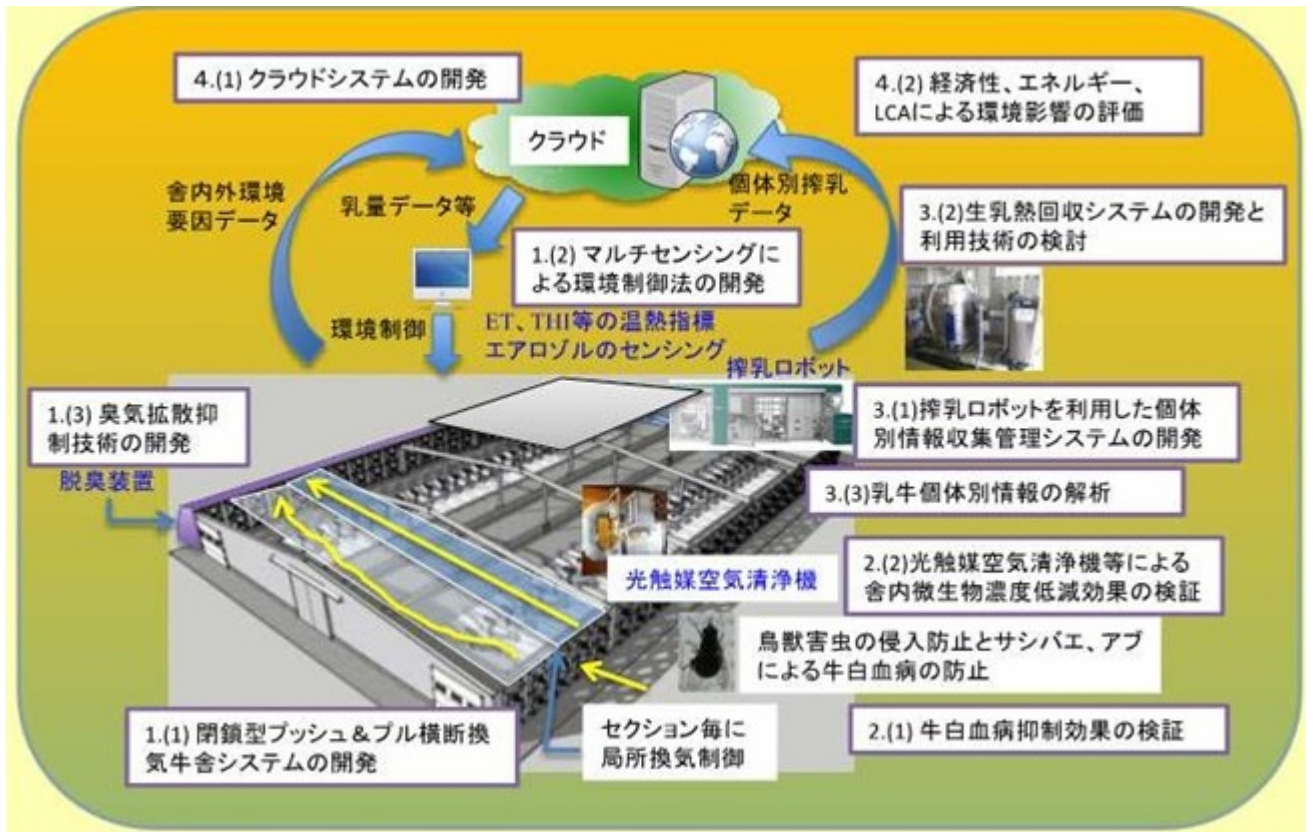 4.(1) クラウドシステムの開発
クラウド
4.(2) 経済性、エネルギー、
LCAによる環境影響の評価
舎内外環境
要因データ
乳量データ等
個体別搾乳
データ
3.(2)生乳熱回収システムの開発と
利用技術の検討
1.(2) マルチセンシングに
よる環境制御法の開発
環境制御
ET、THI等の温熱指標
エアロゾルのセンシング
搾乳ロボット
1.(3) 臭気拡散抑
制技術の開発
脱臭装置
3.(1)搾乳ロボットを利用した個体
別情報収集管理システムの開発
3.(3)乳牛個体別情報の解析
光触媒空気清浄機
2.(2)光触媒空気清浄機等による
舎内微生物濃度低減効果の検証
鳥獣害虫の侵入防止とサシバエ、アブ
による牛白血病の防止
1.(1) 閉鎖型プッシュ&プル横断換
気牛舎システムの開発
セクション毎に
局所換気制御
2.(1) 牛白血病抑制効果の検証